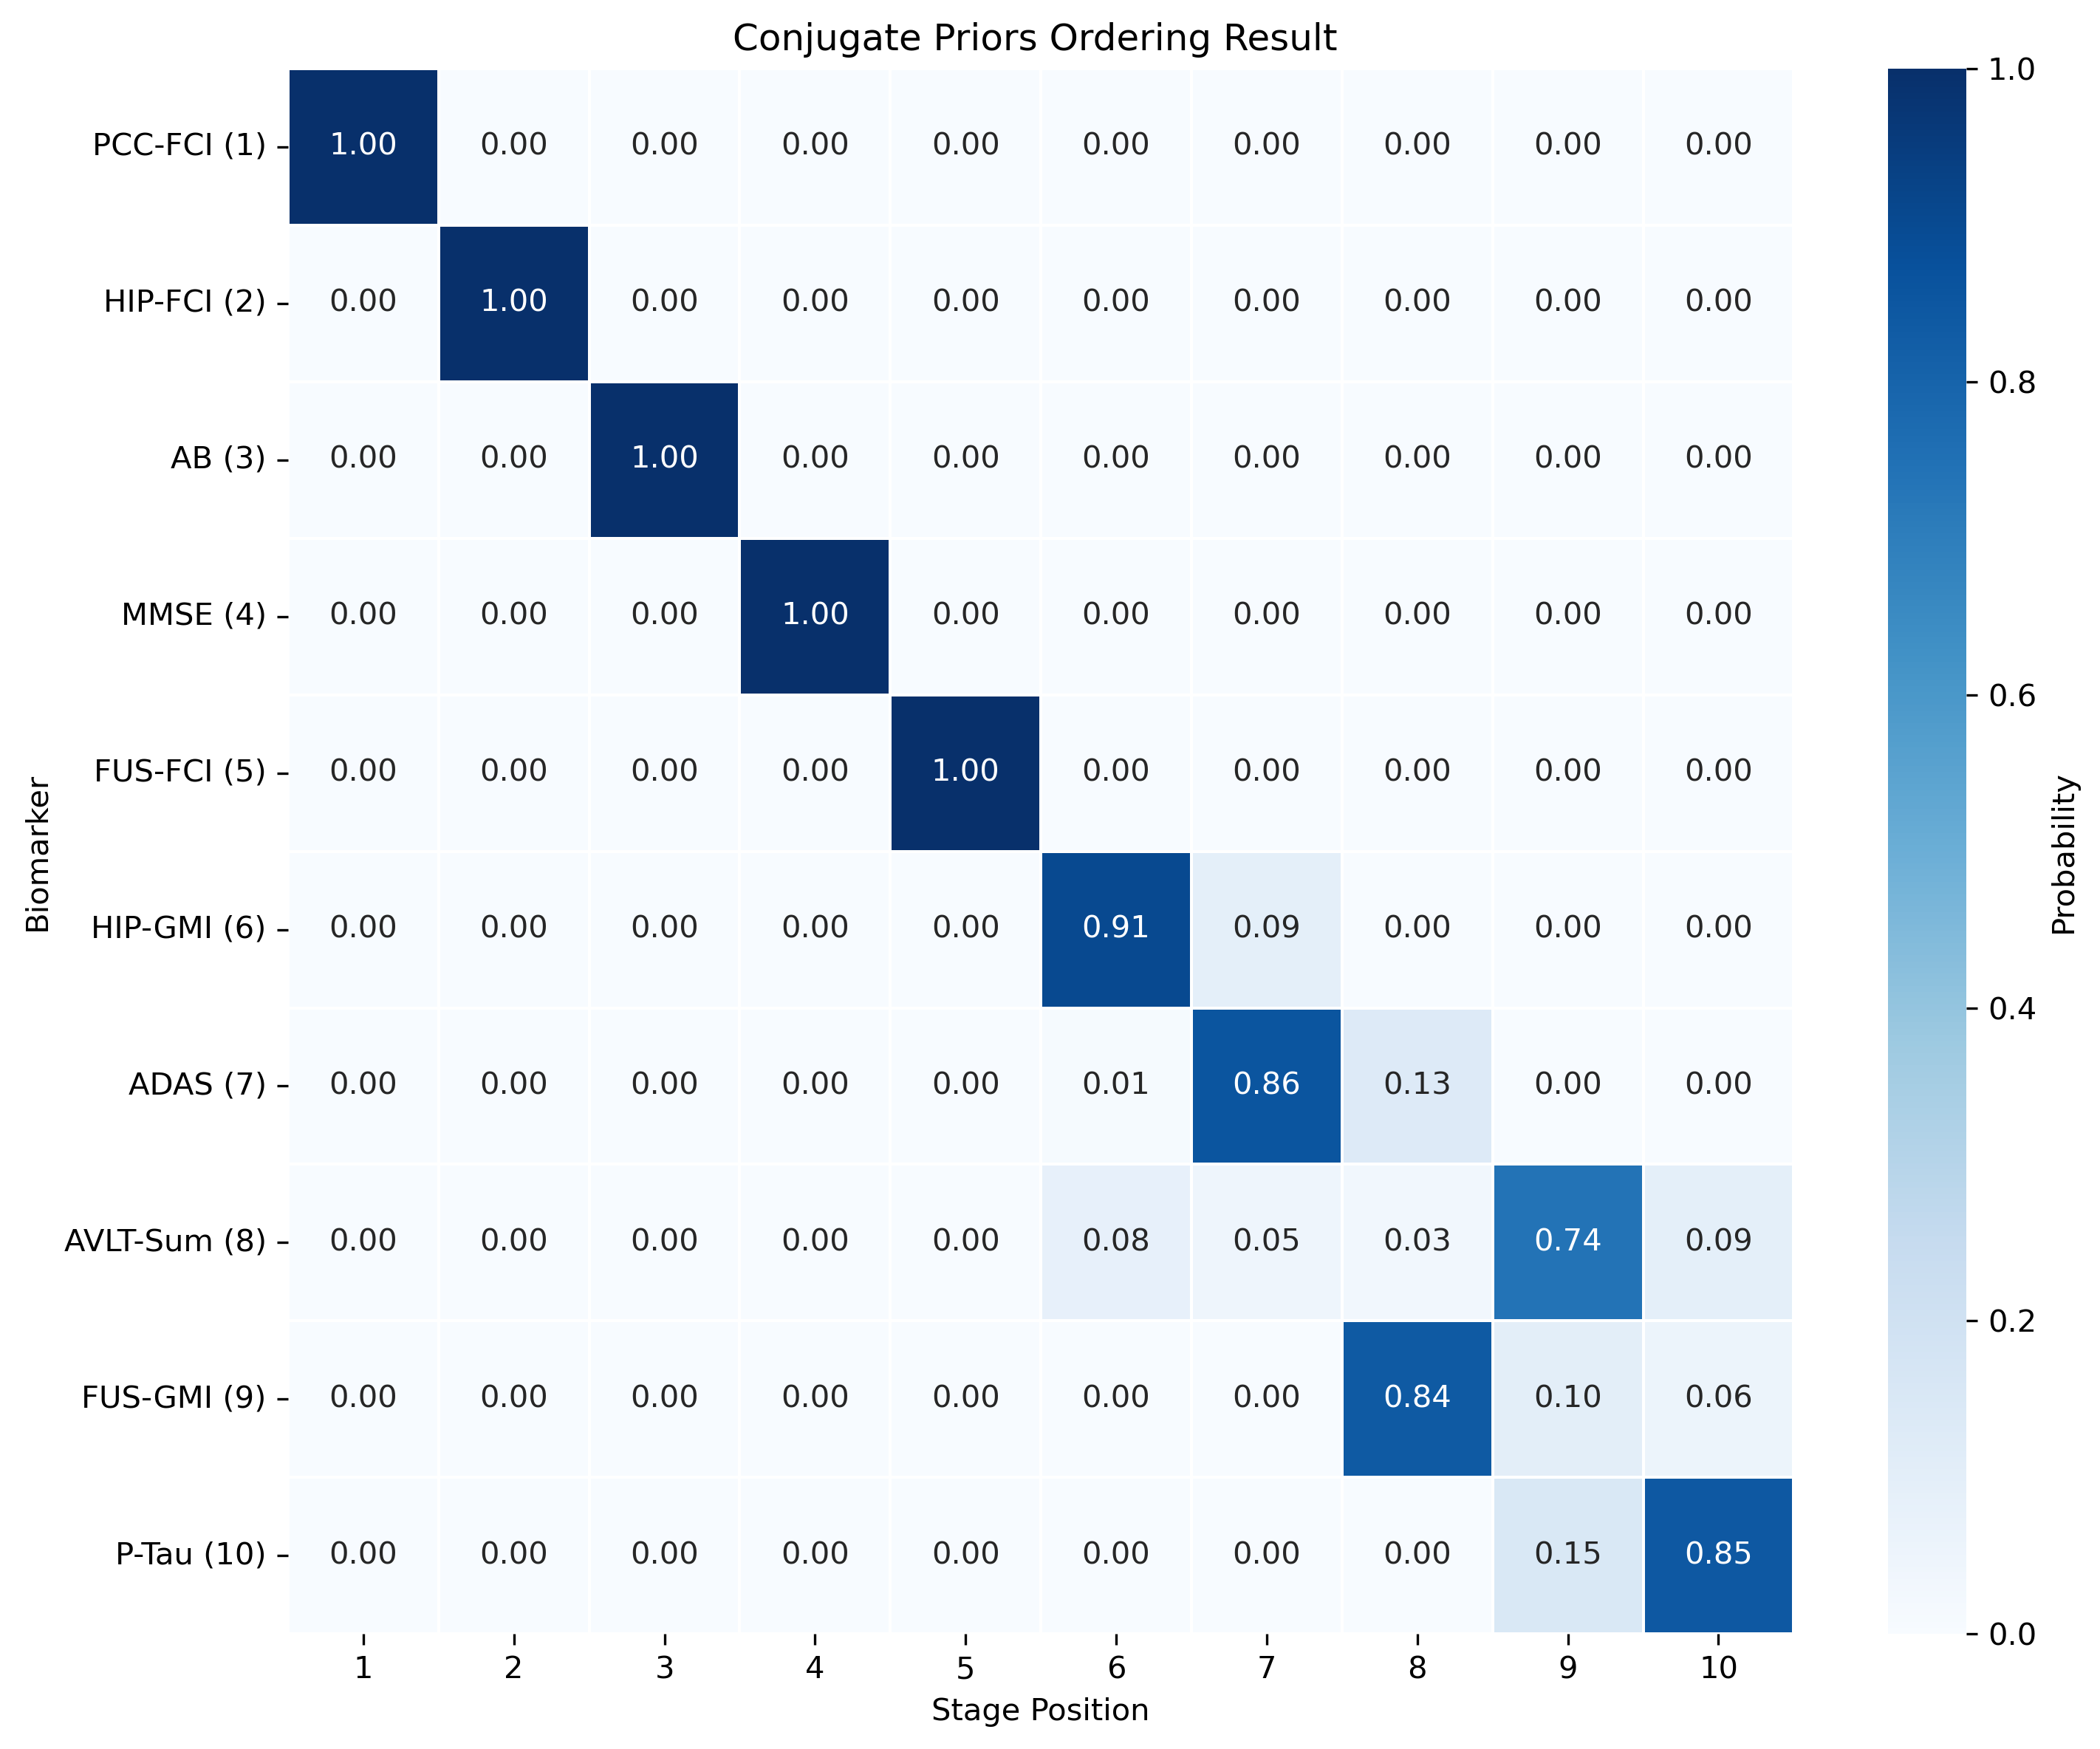 Conjugate Priors Ordering Result
PCC-FCI (1) 1.00 0.00 0.00 0.00 0.00 0.00 0.00 0.00 0.00 0.00
HIP-FCI (2) 0.00 1.00 0.00 0.00 0.00 0.00 0.00 0.00 0.00 0.00
AB (3) 0.00 0.00 1.00 0.00 0.00 0.00 0.00 0.00 0.00 0.00
MMSE (4) 0.00 0.00 0.00 1.00 0.00 0.00 0.00 0.00 0.00 0.00
FUS-FCI (5) 0.00 0.00 0.00 0.00 1.00 0.00 0.00 0.00 0.00 0.00
HIP-GMI (6) 0.00 0.00 0.00 0.00 0.00 0.91 0.09 0.00 0.00 0.00
ADAS (7) 0.00 0.00 0.00 0.00 0.00 0.01 0.86 0.13 0.00 0.00
AVLT-Sum (8) 0.00 0.00 0.00 0.00 0.00 0.08 0.05 0.03 0.74 0.09
FUS-GMI (9) 0.00 0.00 0.00 0.00 0.00 0.00 0.00 0.84 0.10 0.06
P-Tau (10) 0.00 0.00 0.00 0.00 0.00 0.00 0.00 0.00 0.15 0.85
1 2 3 4 5 6 7 8 9 10
Stage Position
Biomarker
1.0
0.8
0.6
0.4
0.2
0.0
Probability